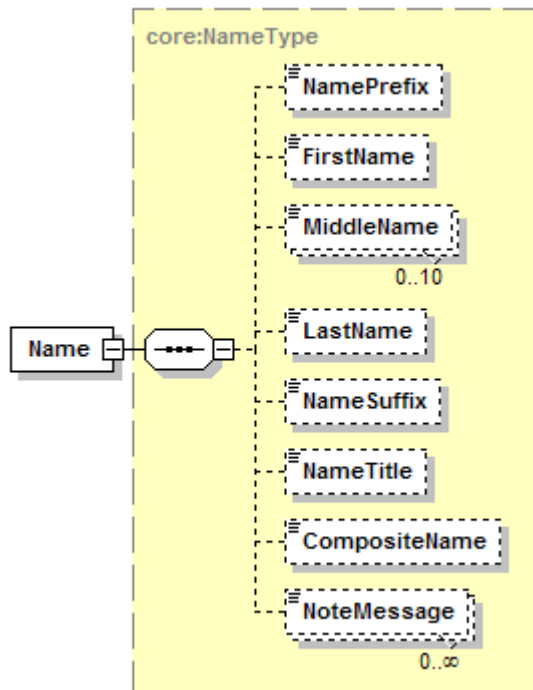 core:NameType
NamePrefix
FirstName
MiddleName
0..10
Name
LastName
NameSuffix
NameTitle
CompositeName
NoteMessage
0..∞